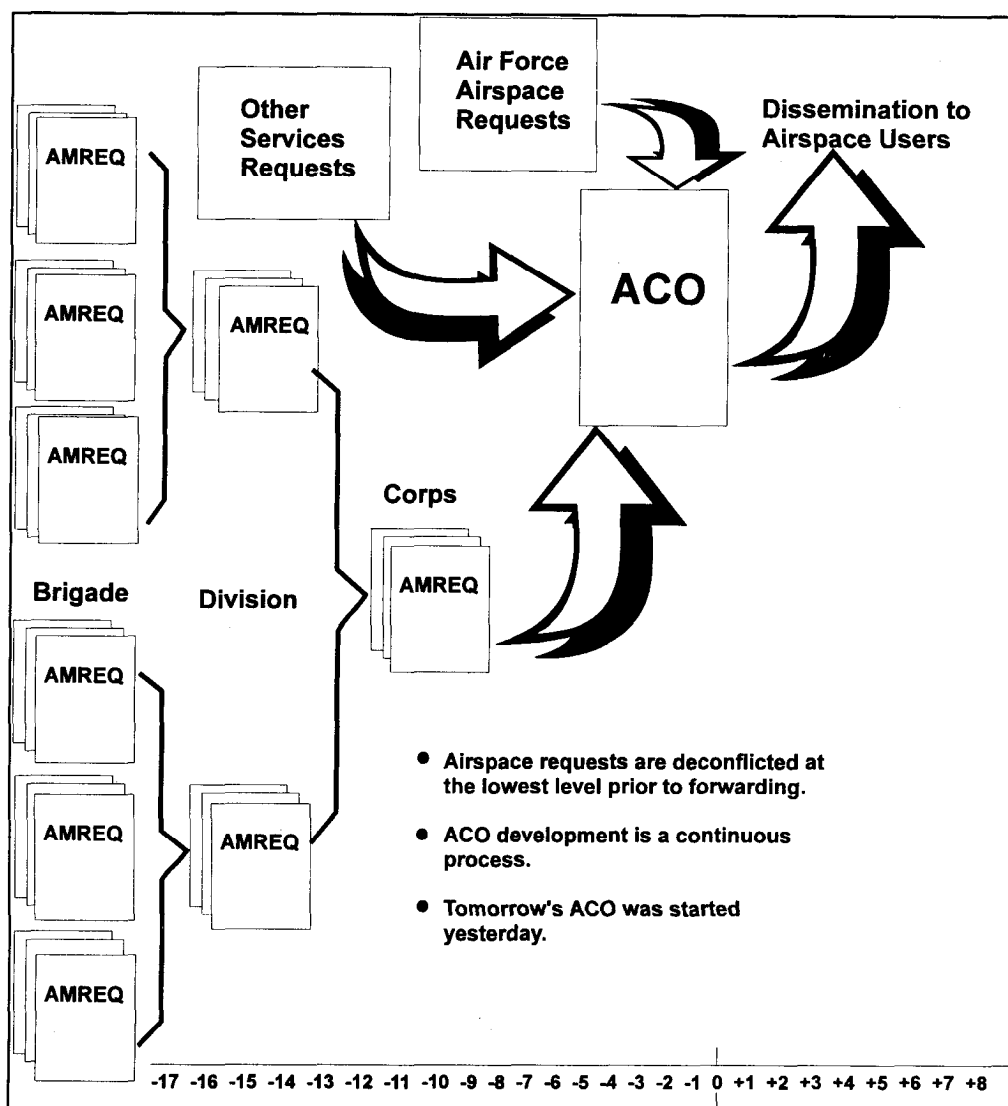 Air Force
Airspace
Requests
Other
Services
Requests
Dissemination to
Airspace Users
AMREQ
AMREQ
AMREQ
AMREQ
ACO
Corps
AMREQ
Brigade
Division
AMREQ
AMREQ
AMREQ
AMREQ
● Airspace requests are deconflicted at
the lowest level prior to forwarding.
● ACO development is a continuous
process.
● Tomorrow's ACO was started
yesterday.
-17 -16 -15 -14 -13 -12 -11 -10 -9 -8 -7 -6 -5 -4 -3 -2 -1 0 +1 +2 +3 +4 +5 +6 +7 +8